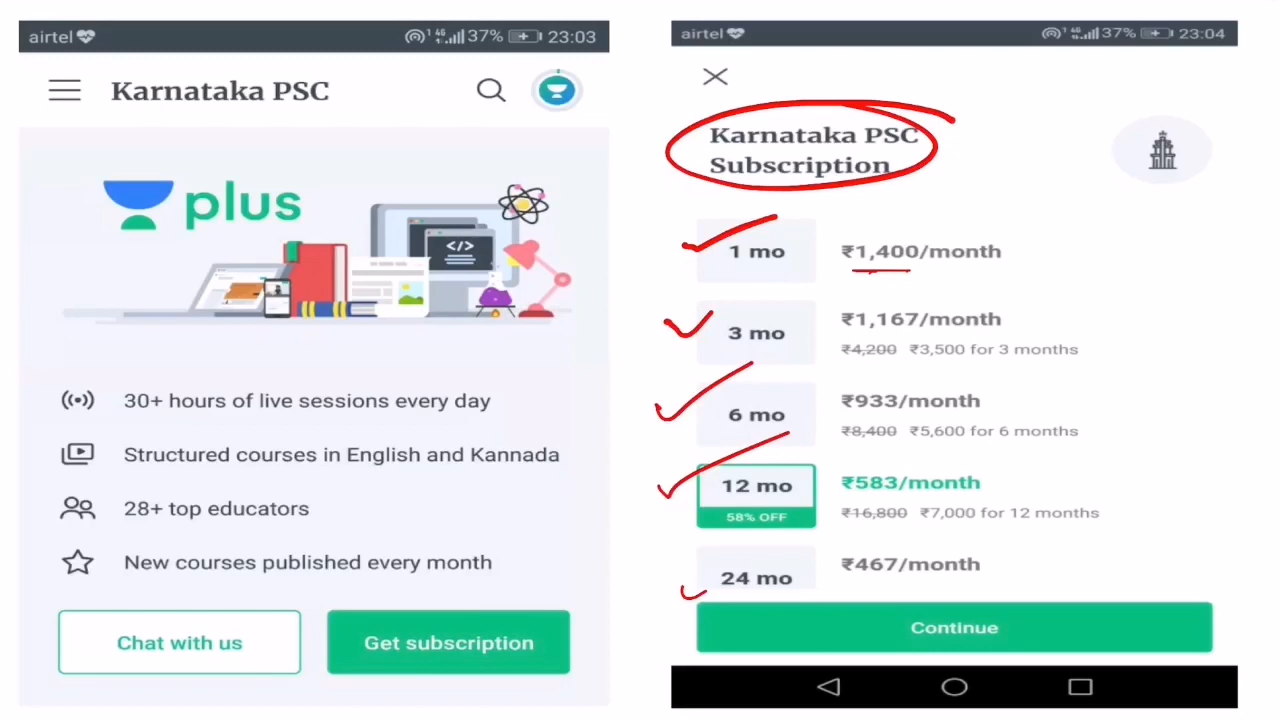 airtel
37%
23:03
Karnataka PSC
plus
</>
30+ hours of live sessions every day
Structured courses in English and Kannada
28+ top educators
New courses published every month
Chat with us
Get subscription
airtel
37%
23:04
Karnataka PSC
Subscription
1 mo
₹1,400/month
3 mo
₹1,167/month
₹4,200 ₹3,500 for 3 months
6 mo
₹933/month
₹8,400 ₹5,600 for 6 months
12 mo
58% OFF
₹583/month
₹16,800 ₹7,000 for 12 months
24 mo
₹467/month
Continue